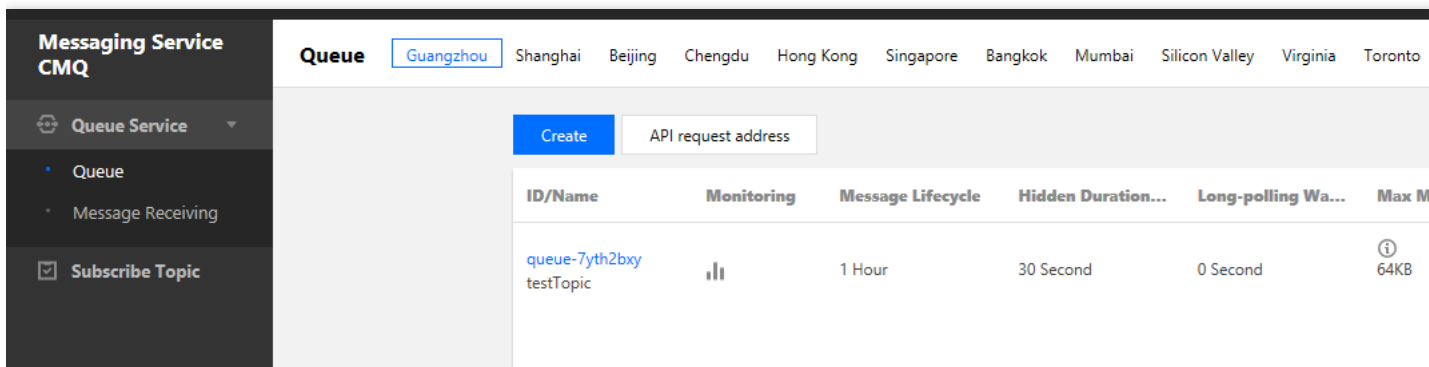 Messaging Service
CMQ
Queue Guangzhou Shanghai Beijing Chengdu Hong Kong Singapore Bangkok Mumbai Silicon Valley Virginia Toronto
Queue Service
Queue
Message Receiving
Subscribe Topic
Create API request address
ID/Name Monitoring Message Lifecycle Hidden Duration... Long-polling Wa... Max M
queue-7yth2bxy
testTopic
1 Hour 30 Second 0 Second 64KB